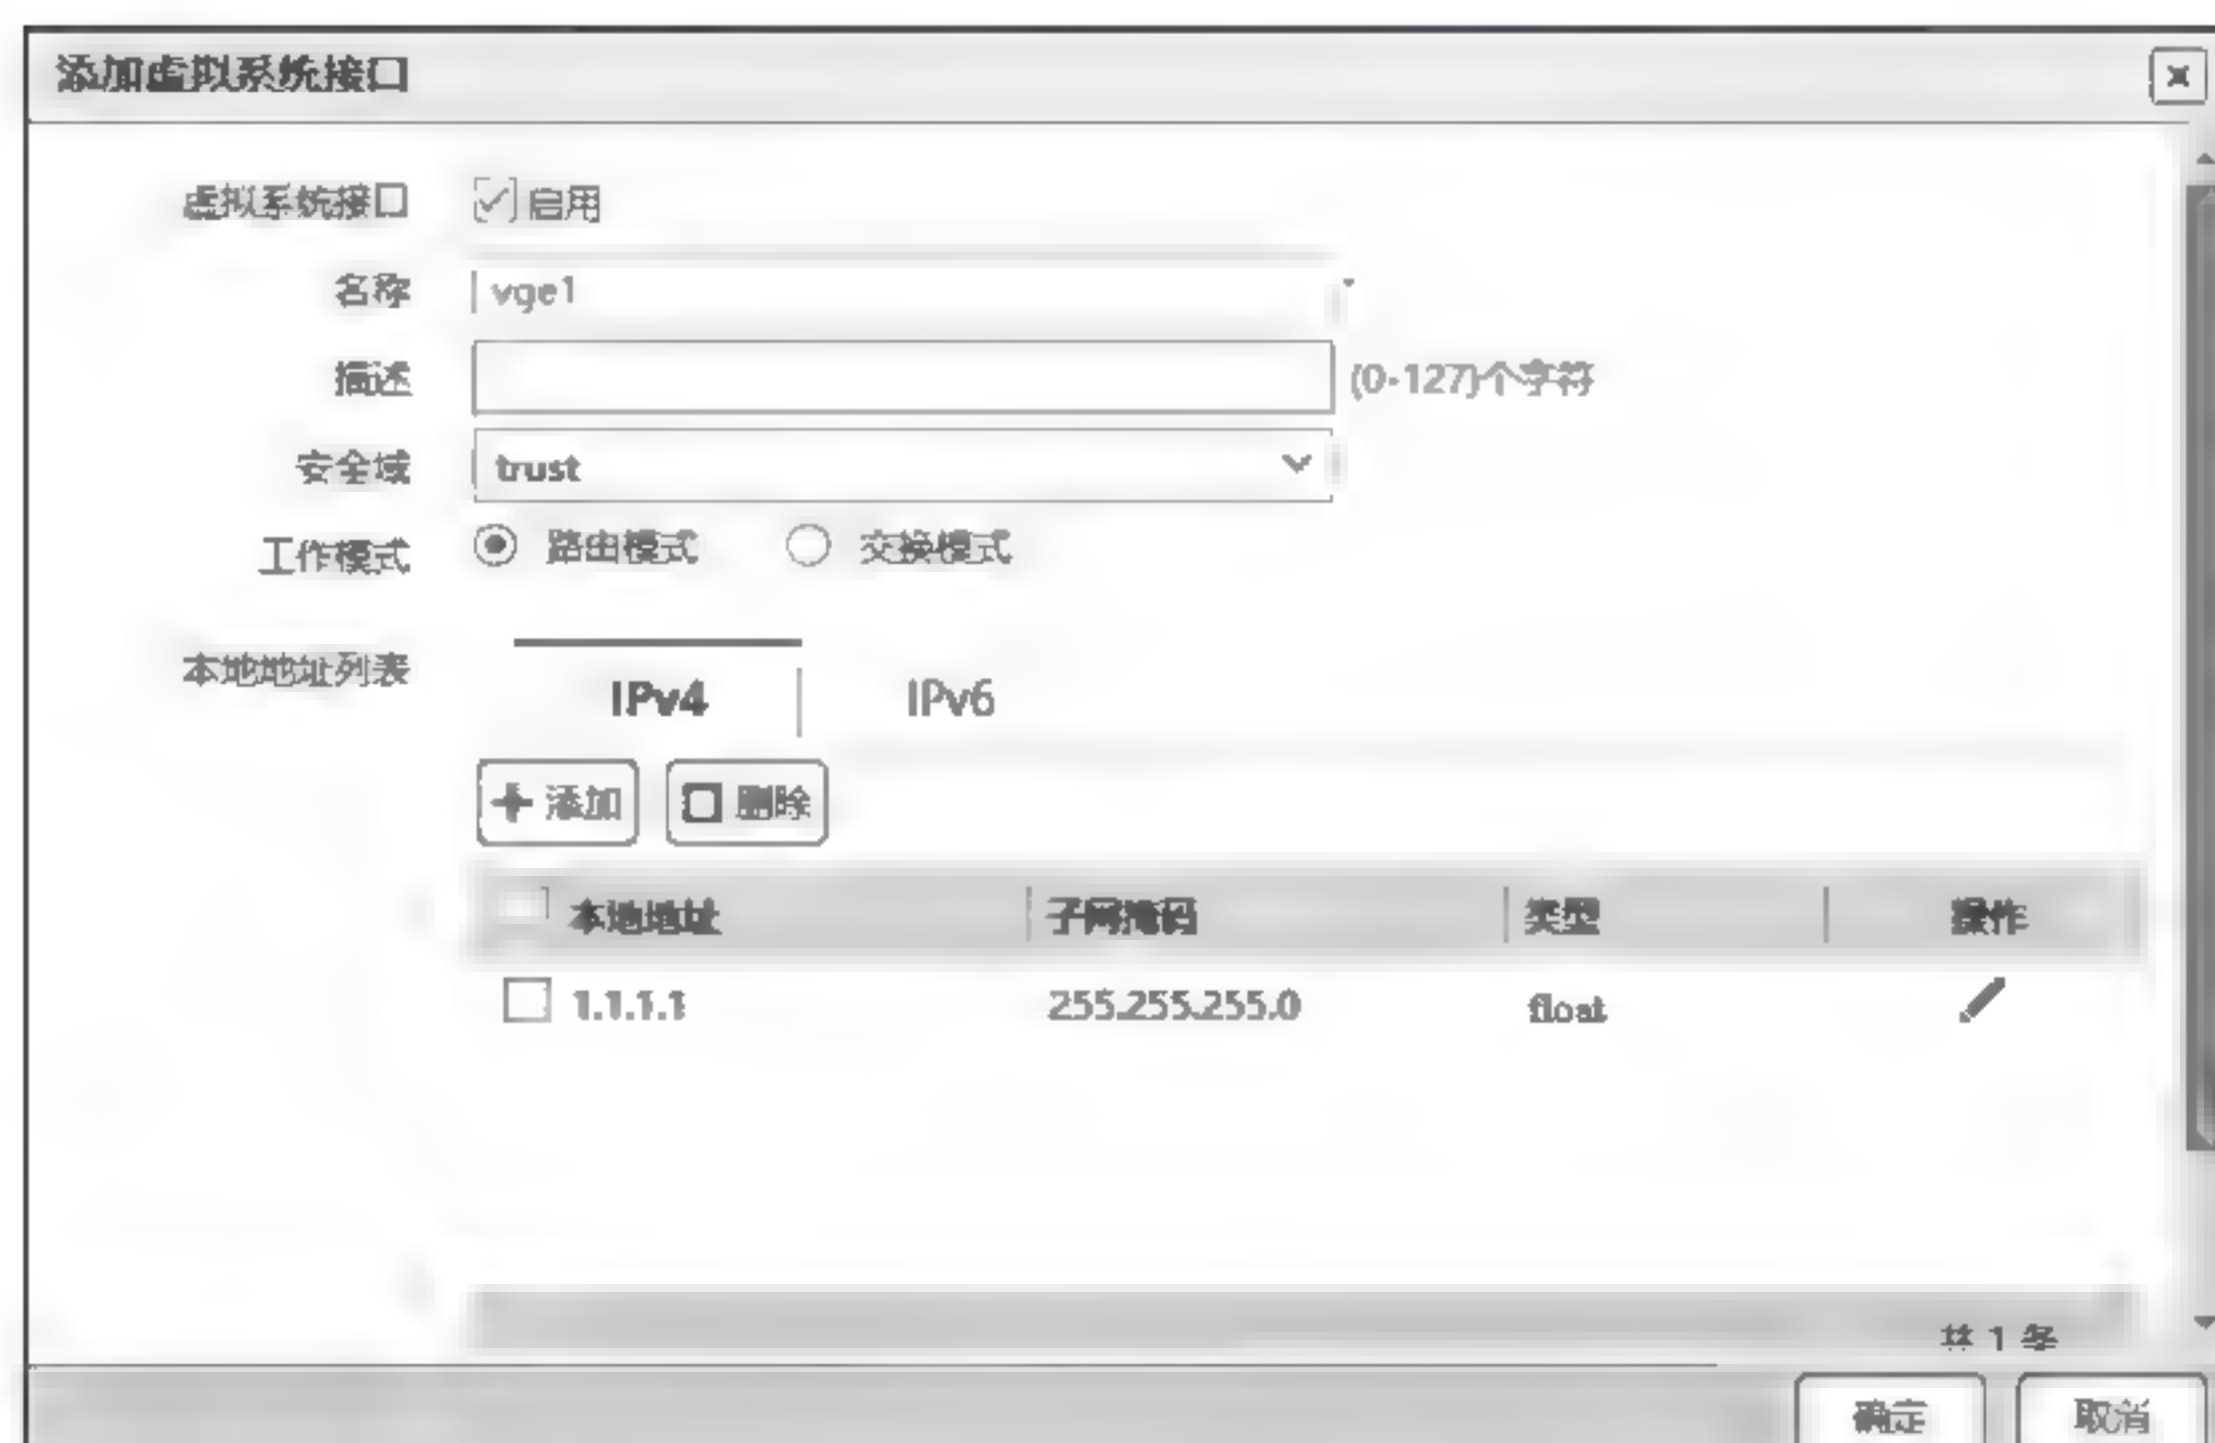 添加虚拟系统接口
虚拟系统接口 启用
名称 vge1 *
描述 (0-127)个字符
安全域 trust
工作模式 路由模式 交换模式
本地地址列表 IPv4 IPv6
添加 删除
本地地址 子网掩码 类型 操作
1.1.1.1 255.255.255.0 float
共 1 条
确定 取消